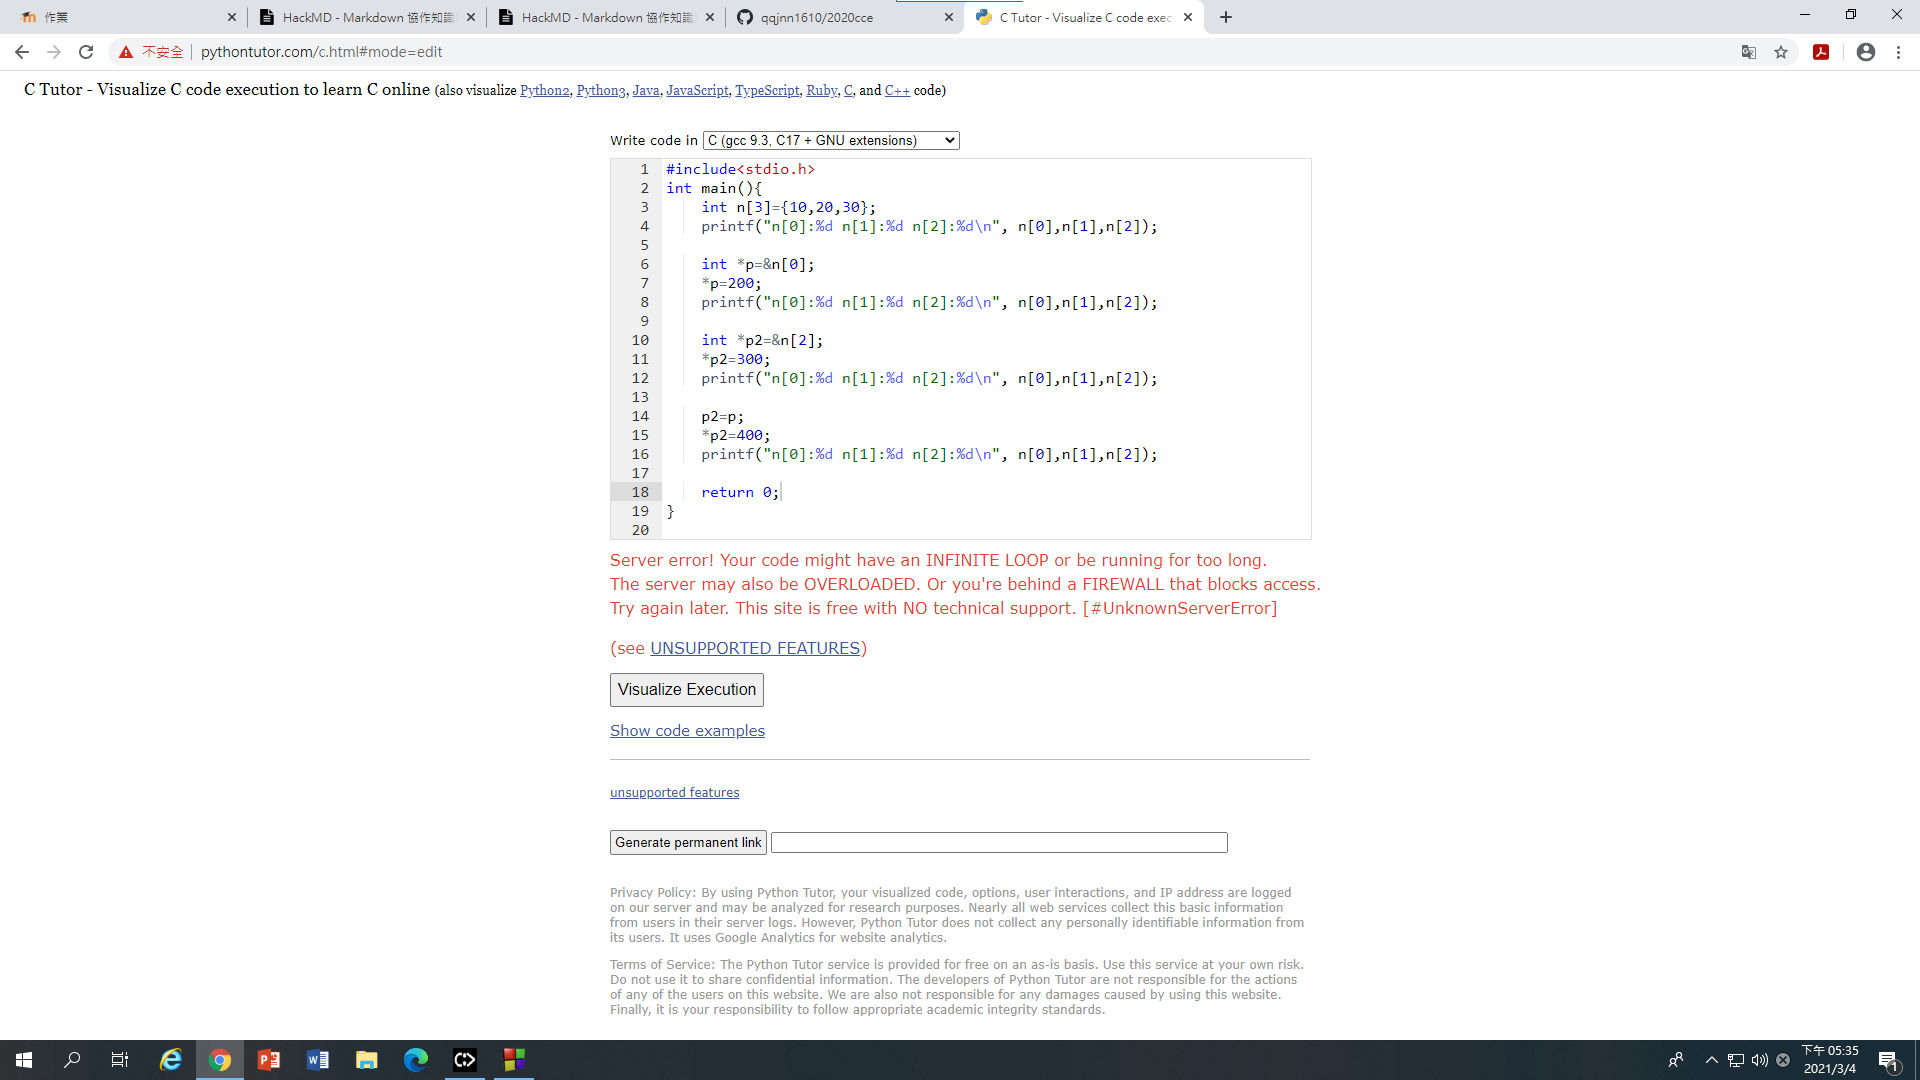 作業
HackMD - Markdown 協作知識
HackMD - Markdown 協作知識
qqjnn1610/2020cce
C Tutor - Visualize C code exec
不安全
pythontutor.com/c.html#mode=edit
C Tutor - Visualize C code execution to learn C online (also visualize Python2, Python3, Java, JavaScript, TypeScript, Ruby, C, and C++ code)
Write code in C (gcc 9.3, C17 + GNU extensions)
1 #include<stdio.h>
2 int main(){
3 int n[3]={10,20,30};
4 printf("n[0]:%d n[1]:%d n[2]:%d\n", n[0],n[1],n[2]);
5
6 int *p=&n[0];
7 *p=200;
8 printf("n[0]:%d n[1]:%d n[2]:%d\n", n[0],n[1],n[2]);
9
10 int *p2=&n[2];
11 *p2=300;
12 printf("n[0]:%d n[1]:%d n[2]:%d\n", n[0],n[1],n[2]);
13
14 p2=p;
15 *p2=400;
16 printf("n[0]:%d n[1]:%d n[2]:%d\n", n[0],n[1],n[2]);
17
18 return 0;
19 }
20
Server error! Your code might have an INFINITE LOOP or be running for too long.
The server may also be OVERLOADED. Or you're behind a FIREWALL that blocks access.
Try again later. This site is free with NO technical support. [#UnknownServerError]
(see UNSUPPORTED FEATURES)
Visualize Execution
Show code examples
unsupported features
Generate permanent link
Privacy Policy: By using Python Tutor, your visualized code, options, user interactions, and IP address are logged
on our server and may be analyzed for research purposes. Nearly all web services collect this basic information
from users in their server logs. However, Python Tutor does not collect any personally identifiable information from
its users. It uses Google Analytics for website analytics.
Terms of Service: The Python Tutor service is provided for free on an as-is basis. Use this service at your own risk.
Do not use it to share confidential information. The developers of Python Tutor are not responsible for the actions
of any of the users on this website. We are also not responsible for any damages caused by using this website.
Finally, it is your responsibility to follow appropriate academic integrity standards.
下午 05:35
2021/3/4
1